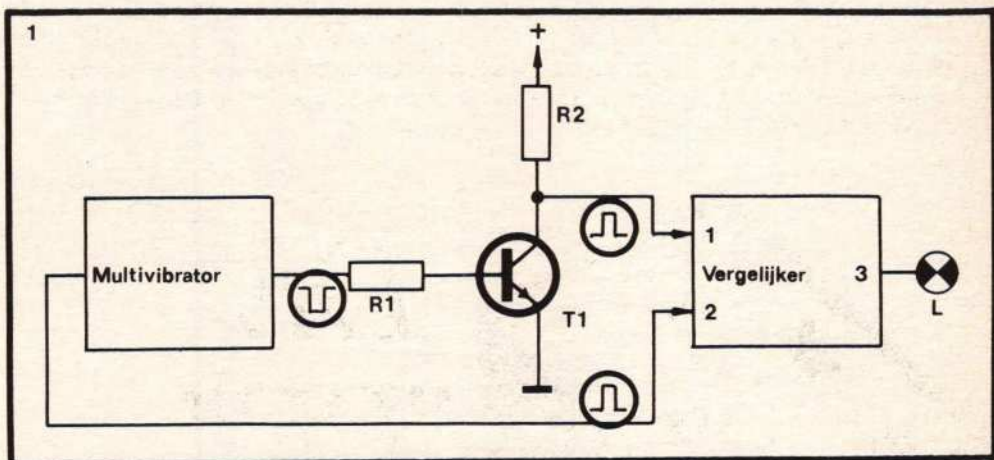 1
+
R2
Multivibrator
R1
T1
1
Vergelijker
3
2
L